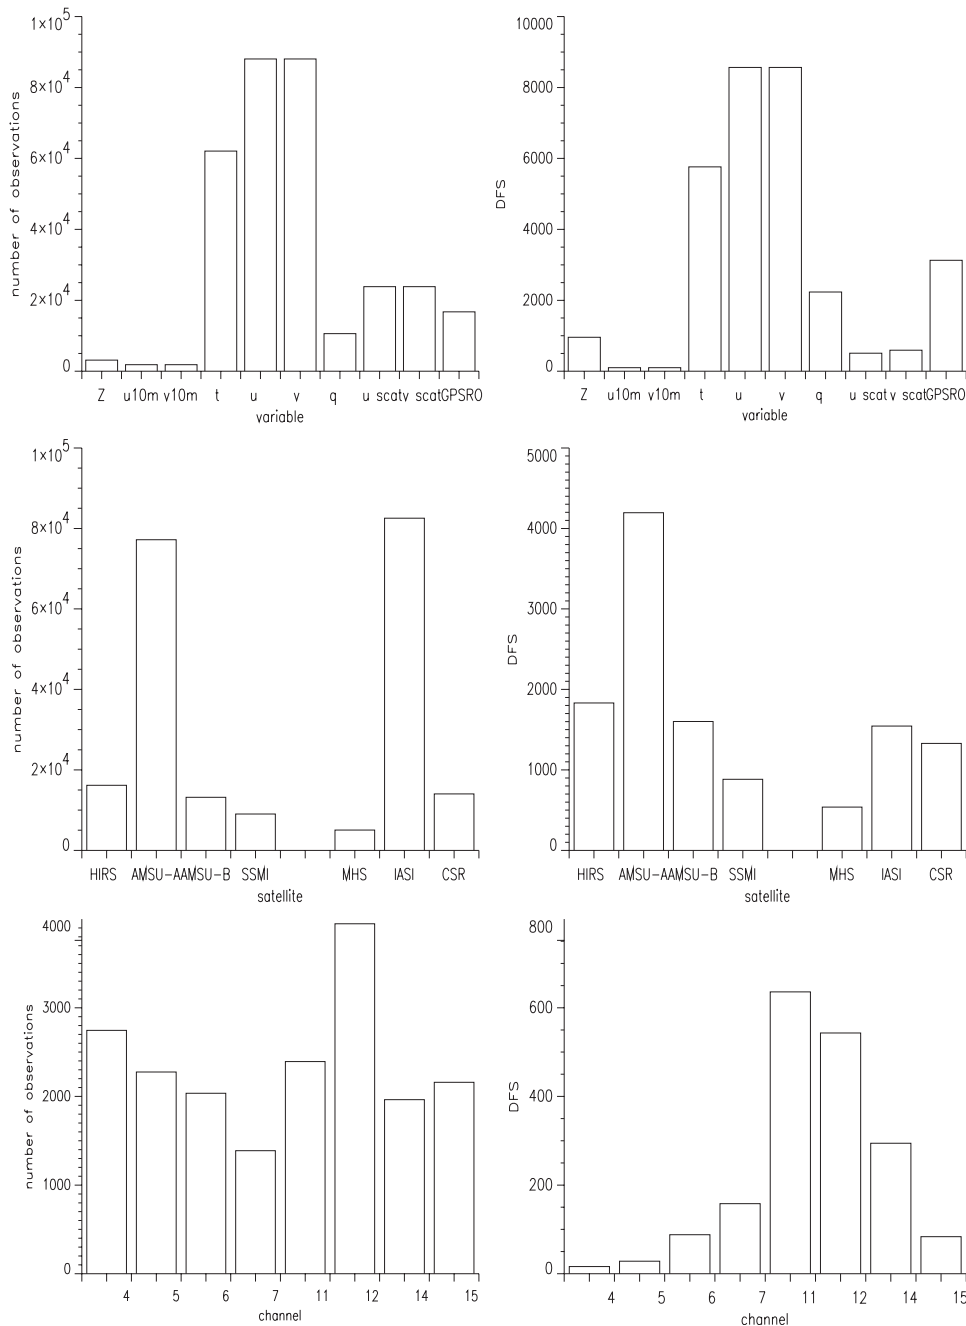 1×10^5
8×10^4
6×10^4
4×10^4
2×10^4
0
number of observations
Z u10m v10m t u v q u scat v scat GPSRO
variable
10000
8000
6000
4000
2000
0
DFS
Z u10m v10m t u v q u scat v scat GPSRO
variable
1×10^5
8×10^4
6×10^4
4×10^4
2×10^4
0
number of observations
HIRS AMSU-A AMSU-B SSMI MHS IASI CSR
satellite
5000
4000
3000
2000
1000
0
DFS
HIRS AMSU-A AMSU-B SSMI MHS IASI CSR
satellite
4000
3000
2000
1000
0
number of observations
4 5 6 7 11 12 14 15
channel
800
600
400
200
0
DFS
4 5 6 7 11 12 14 15
channel